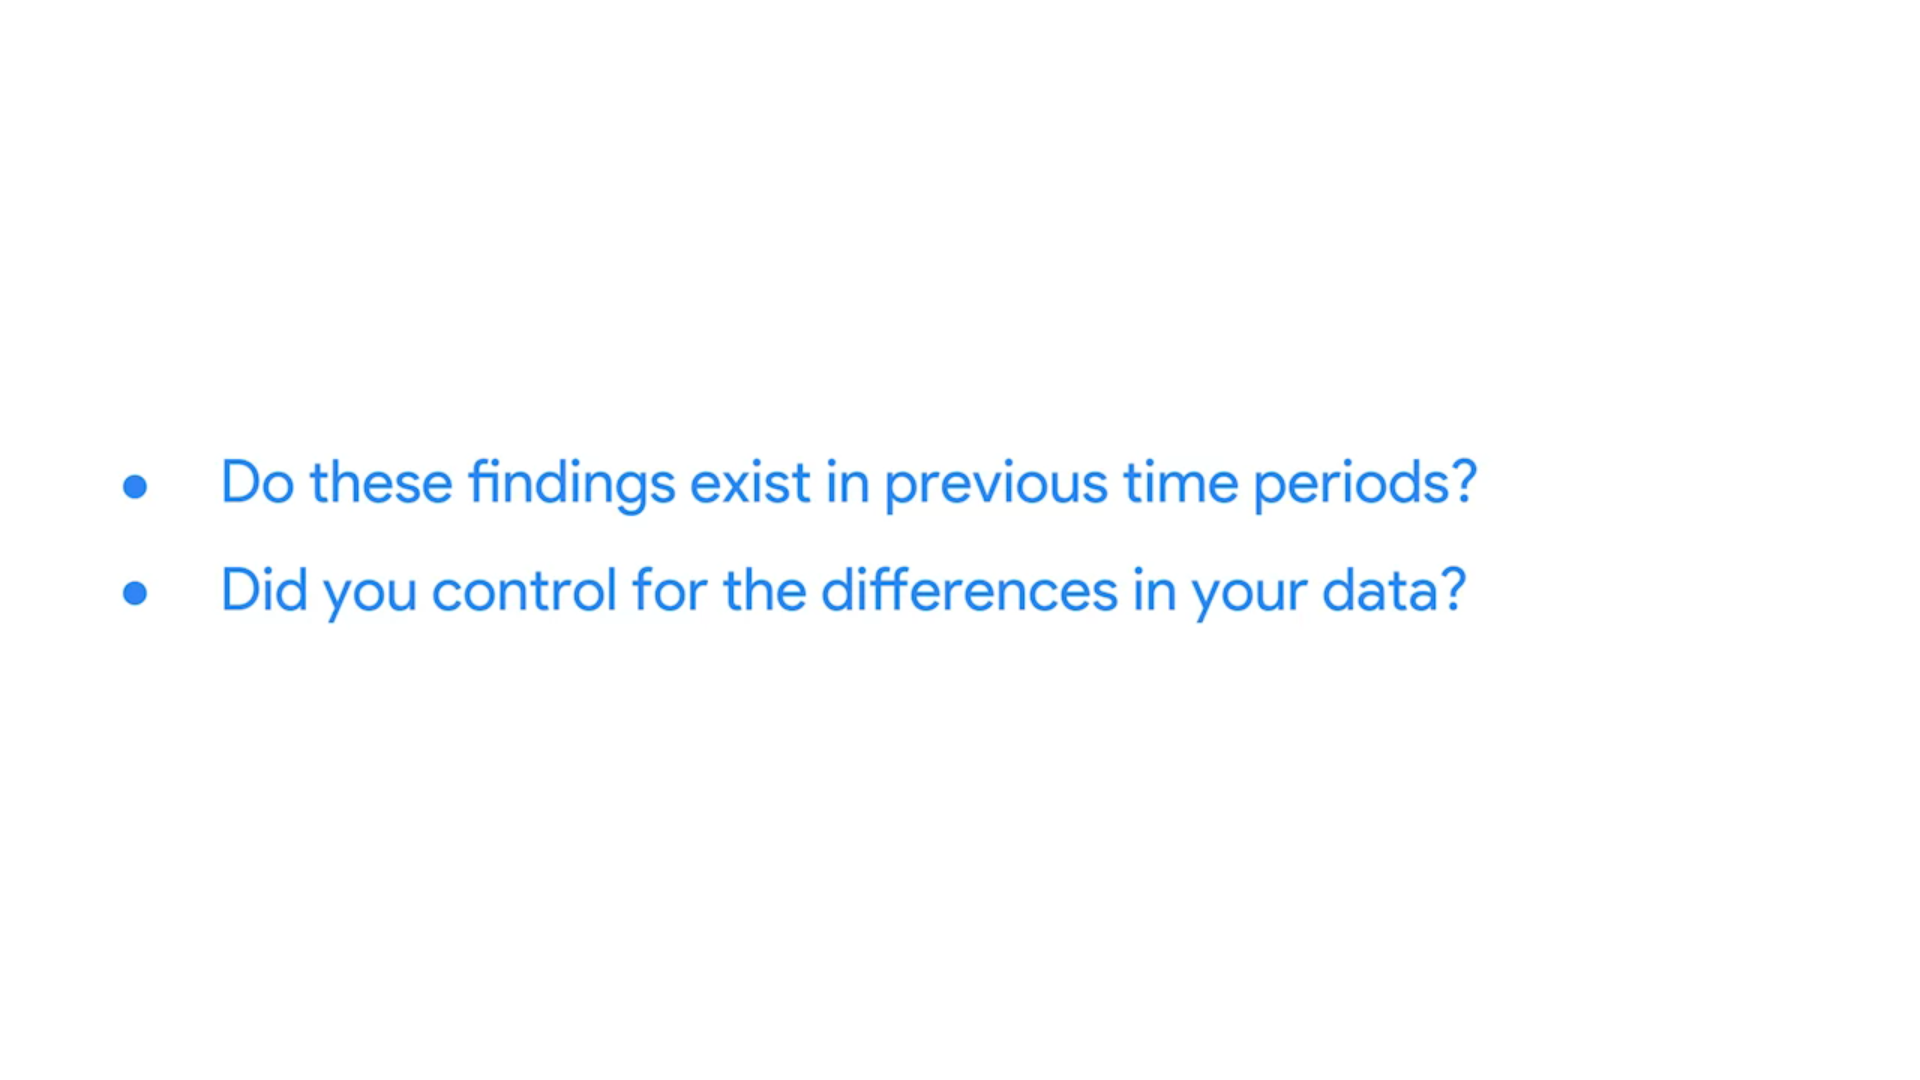 ● Do these findings exist in previous time periods?
● Did you control for the differences in your data?